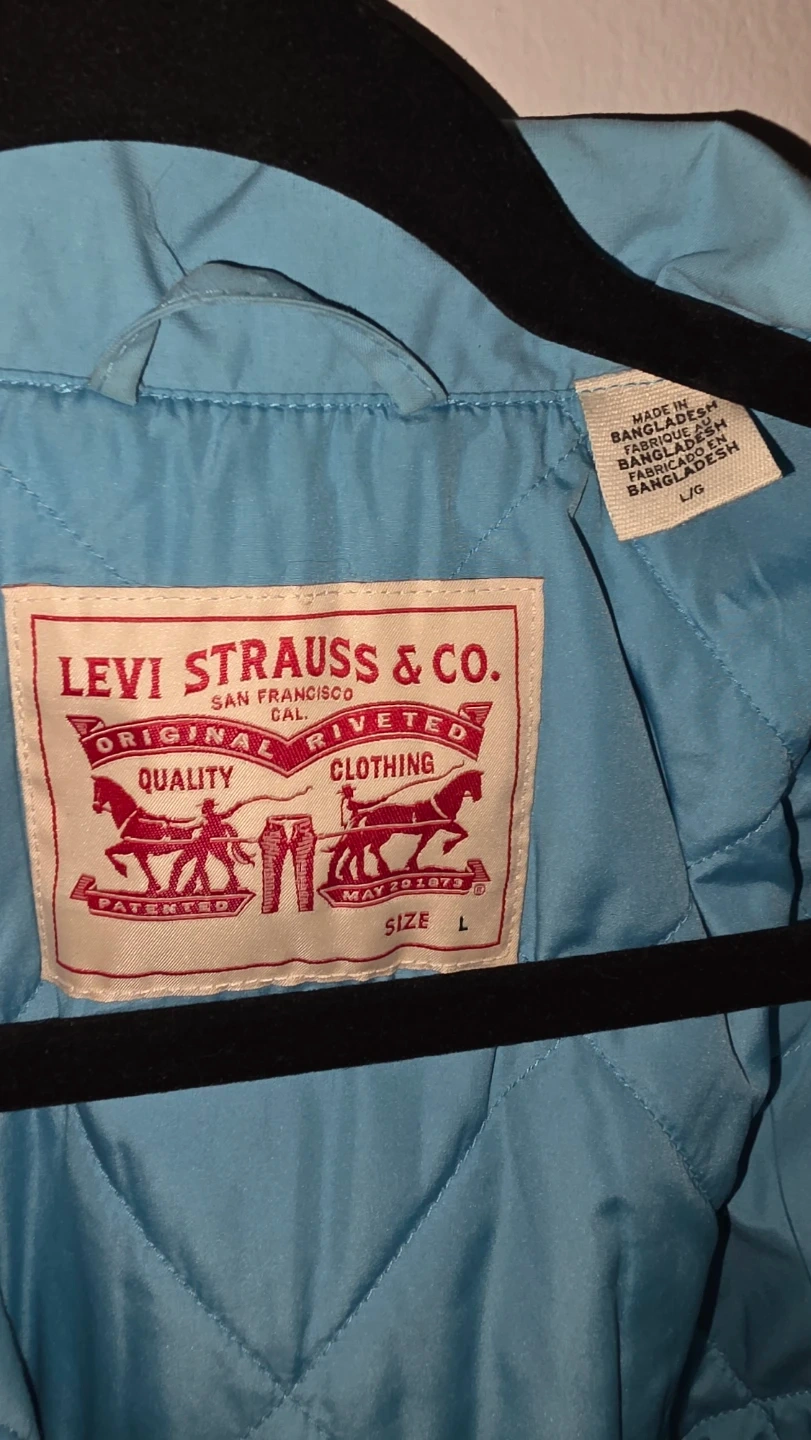 MADE IN
BANGLADESH
FABRIQUE AU
BANGLADESH
FABRICADO EN
BANGLADESH
L/G
LEVI STRAUSS & CO.
SAN FRANCISCO
CAL.
ORIGINAL RIVETED
QUALITY CLOTHING
PATENTED MAY 20 1873 ®
SIZE L